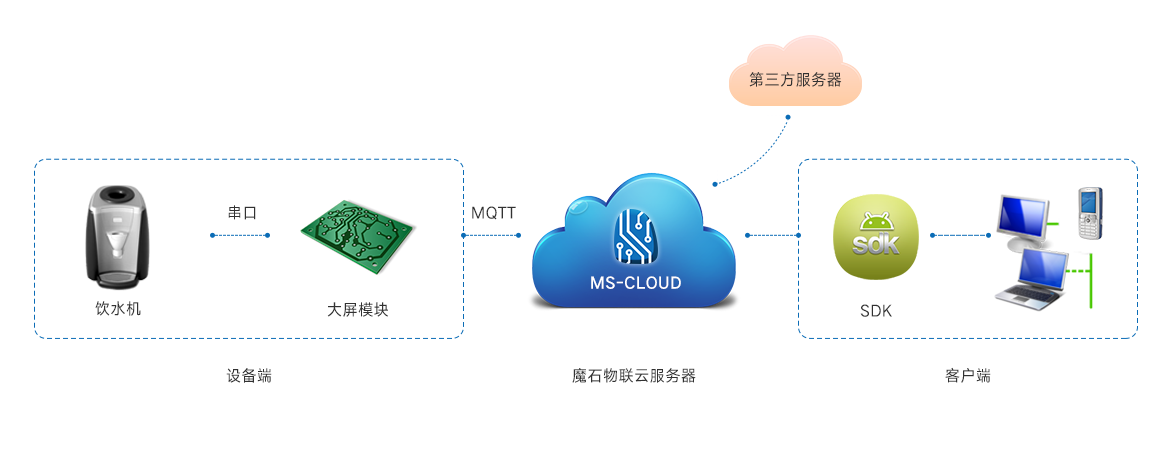 第三方服务器
串口
MQTT
MS-CLOUD
sdk
饮水机
大屏模块
SDK
设备端
魔石物联云服务器
客户端